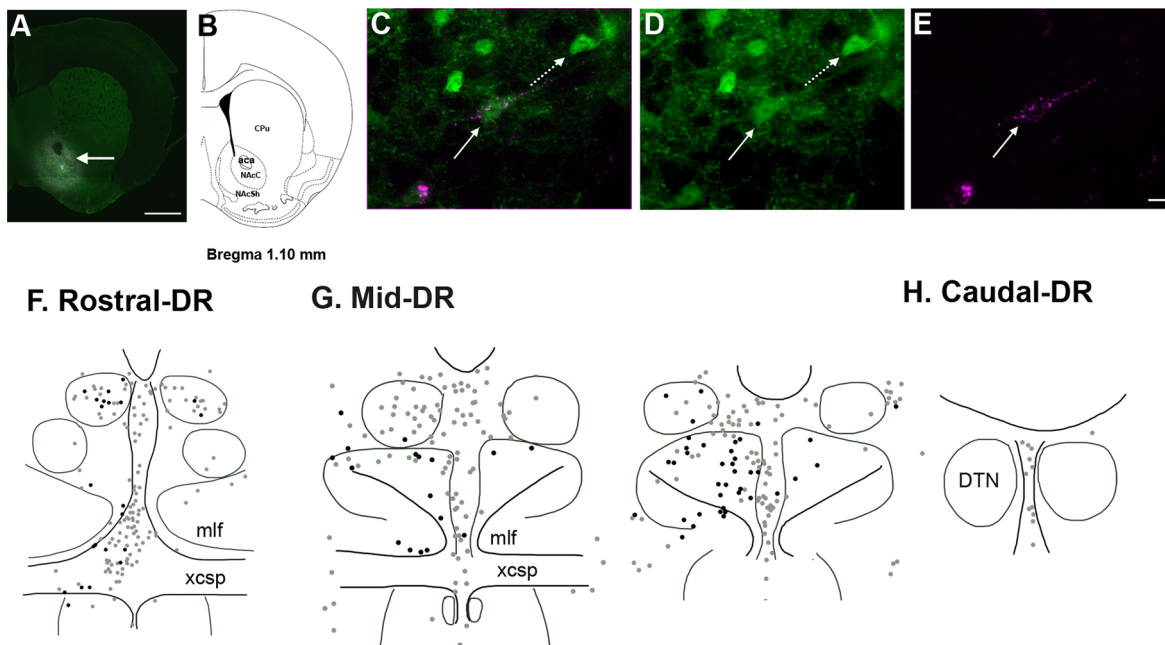 A
B
C
D
E
CPu
aca
NAcC
NAcSh
Bregma 1.10 mm
F. Rostral-DR
G. Mid-DR
H. Caudal-DR
mlf
xcsp
mlf
xcsp
DTN